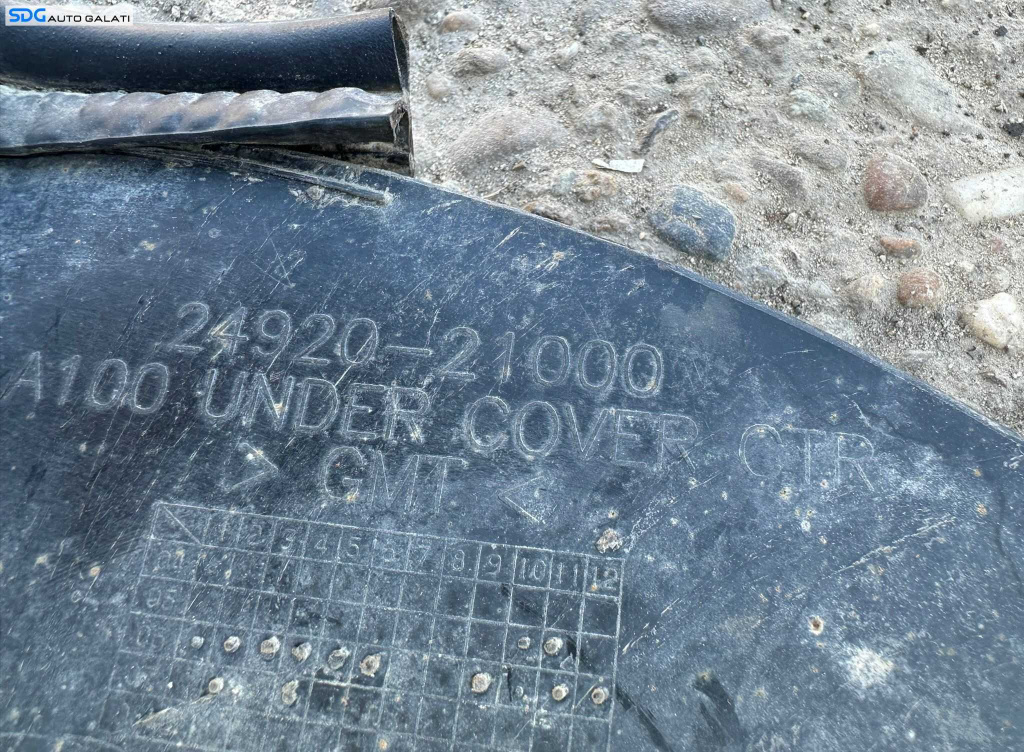 SDG AUTO GALATI
24920-21000
A100 UNDER COVER CTR
> GMT <
1 2 3 4 5 6 7 8 9 10 11 12
05